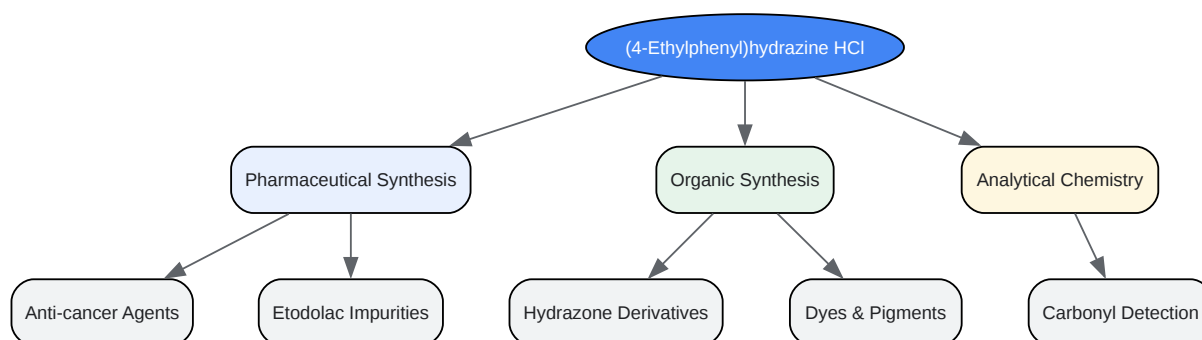 (4-Ethylphenyl)hydrazine HCl
Pharmaceutical Synthesis
Organic Synthesis
Analytical Chemistry
Anti-cancer Agents
Etodolac Impurities
Hydrazone Derivatives
Dyes & Pigments
Carbonyl Detection